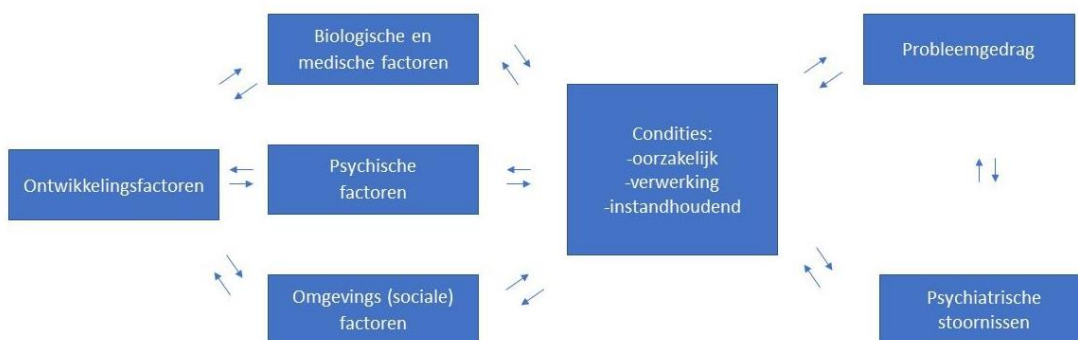 Ontwikkelingsfactoren
Biologische en
medische factoren
Psychische
factoren
Omgevings (sociale)
factoren
Condities:
-oorzakelijk
-verwerking
-instandhoudend
Probleemgedrag
Psychiatrische
stoornissen